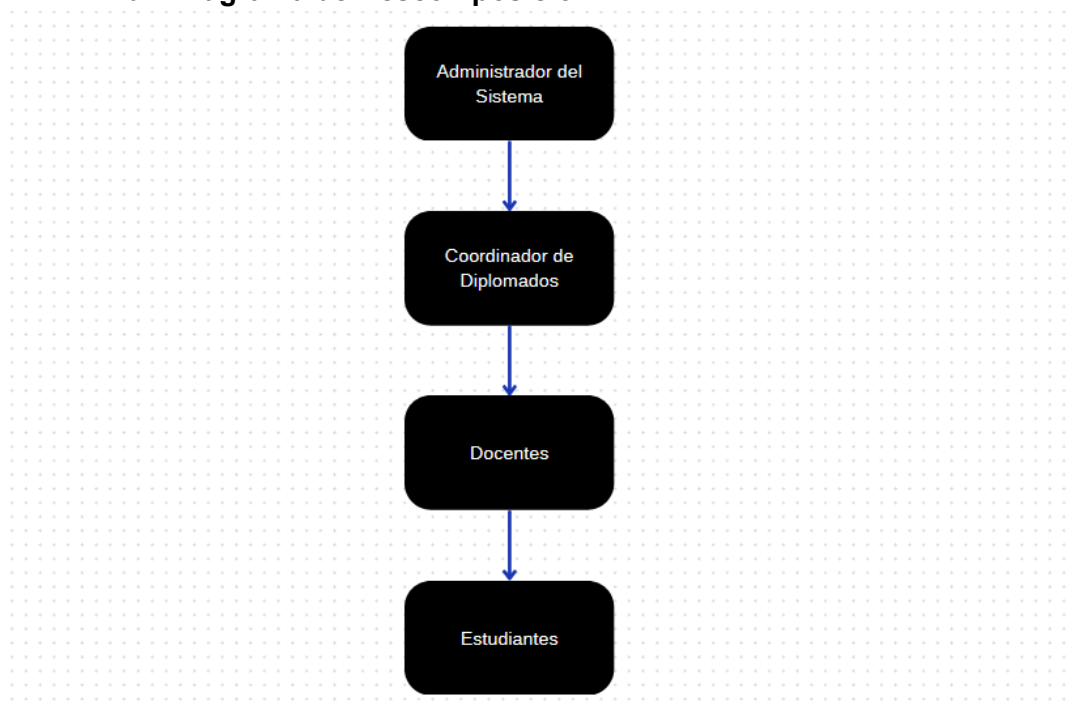 Administrador del
Sistema
Coordinador de
Diplomados
Docentes
Estudiantes